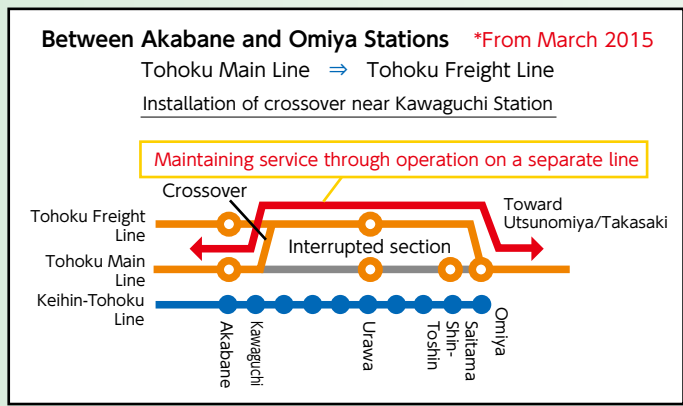 Between Akabane and Omiya Stations *From March 2015
Tohoku Main Line ⇒ Tohoku Freight Line
Installation of crossover near Kawaguchi Station
Maintaining service through operation on a separate line
Crossover
Toward
Utsunomiya/Takasaki
Tohoku Freight
Line
Interrupted section
Tohoku Main
Line
Keihin-Tohoku
Line
Akabane
Kawaguchi
Urawa
Saitama
Shin-
Toshin
Omiya